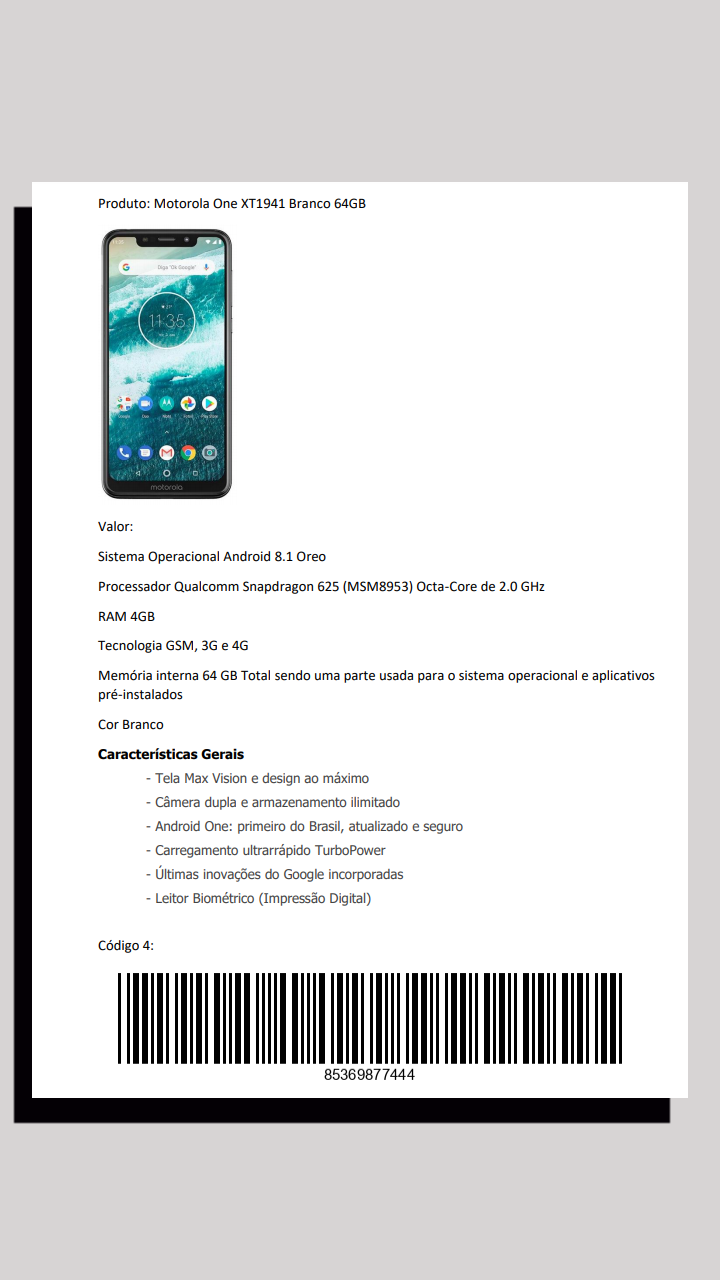 Produto: Motorola One XT1941 Branco 64GB
Diga "Ok Google"
11:35
motorola
Valor:
Sistema Operacional Android 8.1 Oreo
Processador Qualcomm Snapdragon 625 (MSM8953) Octa-Core de 2.0 GHz
RAM 4GB
Tecnologia GSM, 3G e 4G
Memória interna 64 GB Total sendo uma parte usada para o sistema operacional e aplicativos
pré-instalados
Cor Branco
Características Gerais
- Tela Max Vision e design ao máximo
- Câmera dupla e armazenamento ilimitado
- Android One: primeiro do Brasil, atualizado e seguro
- Carregamento ultrarrápido TurboPower
- Últimas inovações do Google incorporadas
- Leitor Biométrico (Impressão Digital)
Código 4:
85369877444